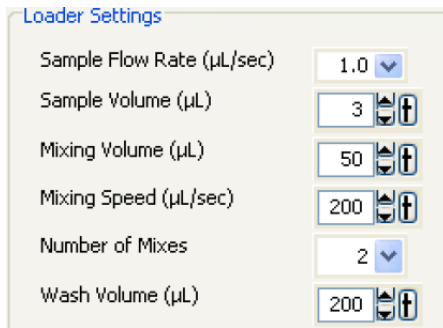 Loader Settings
Sample Flow Rate (µL/sec) 1.0
Sample Volume (µL) 3
Mixing Volume (µL) 50
Mixing Speed (µL/sec) 200
Number of Mixes 2
Wash Volume (µL) 200